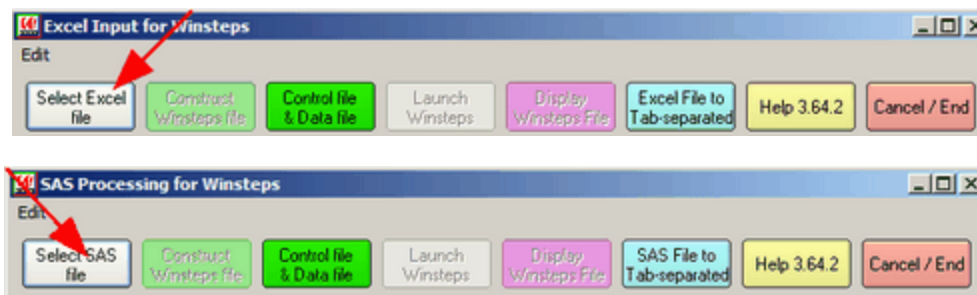 Excel Input for Winsteps
Edit
Select Excel file
Construct Winsteps file
Control file & Data file
Launch Winsteps
Display Winsteps File
Excel File to Tab-separated
Help 3.64.2
Cancel / End
SAS Processing for Winsteps
Edit
Select SAS file
Construct Winsteps file
Control file & Data file
Launch Winsteps
Display Winsteps File
SAS File to Tab-separated
Help 3.64.2
Cancel / End